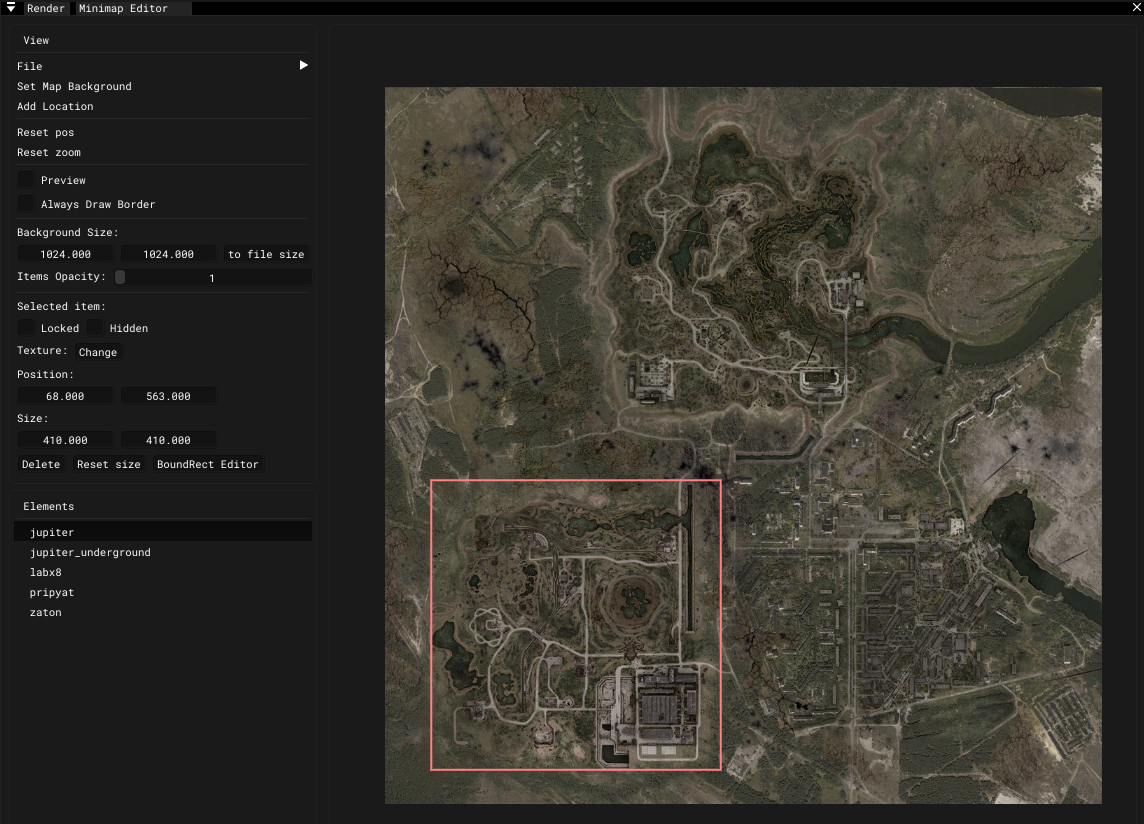 Render Minimap Editor
View
File
Set Map Background
Add Location
Reset pos
Reset zoom
Preview
Always Draw Border
Background Size:
1024.000 1024.000 to file size
Items Opacity: 1
Selected item:
Locked Hidden
Texture: Change
Position:
68.000 563.000
Size:
410.000 410.000
Delete Reset size BoundRect Editor
Elements
jupiter
jupiter_underground
labx8
pripyat
zaton